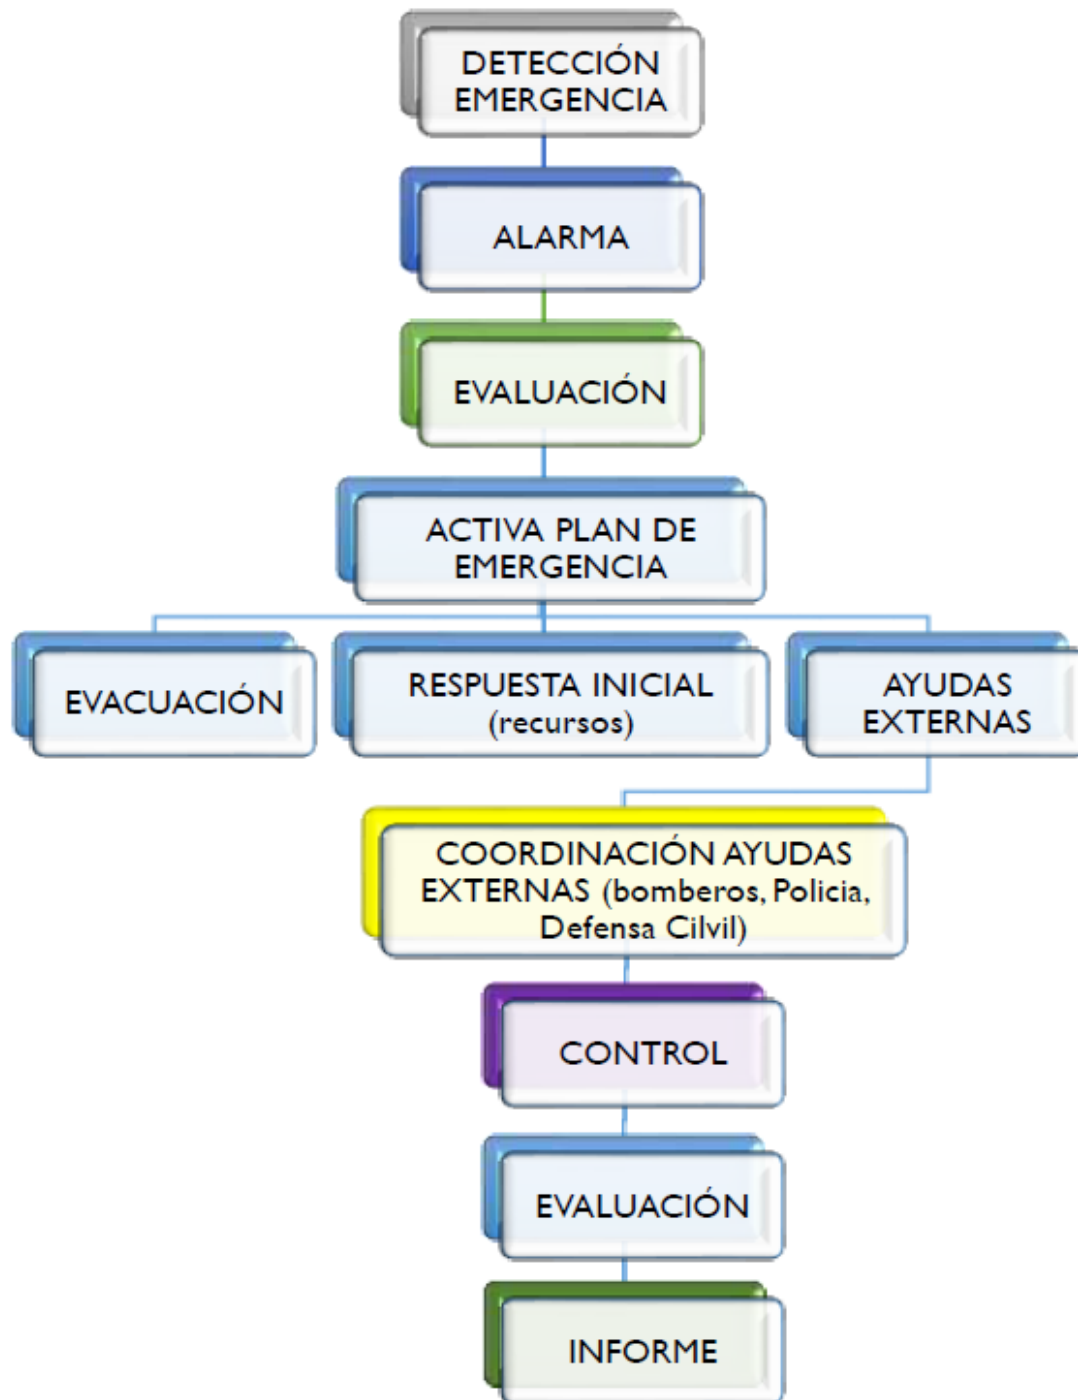 DETECCIÓN
EMERGENCIA
ALARMA
EVALUACIÓN
ACTIVA PLAN DE
EMERGENCIA
EVACUACIÓN
RESPUESTA INICIAL
(recursos)
AYUDAS
EXTERNAS
COORDINACIÓN AYUDAS
EXTERNAS (bomberos, Policia,
Defensa Cilvil)
CONTROL
EVALUACIÓN
INFORME